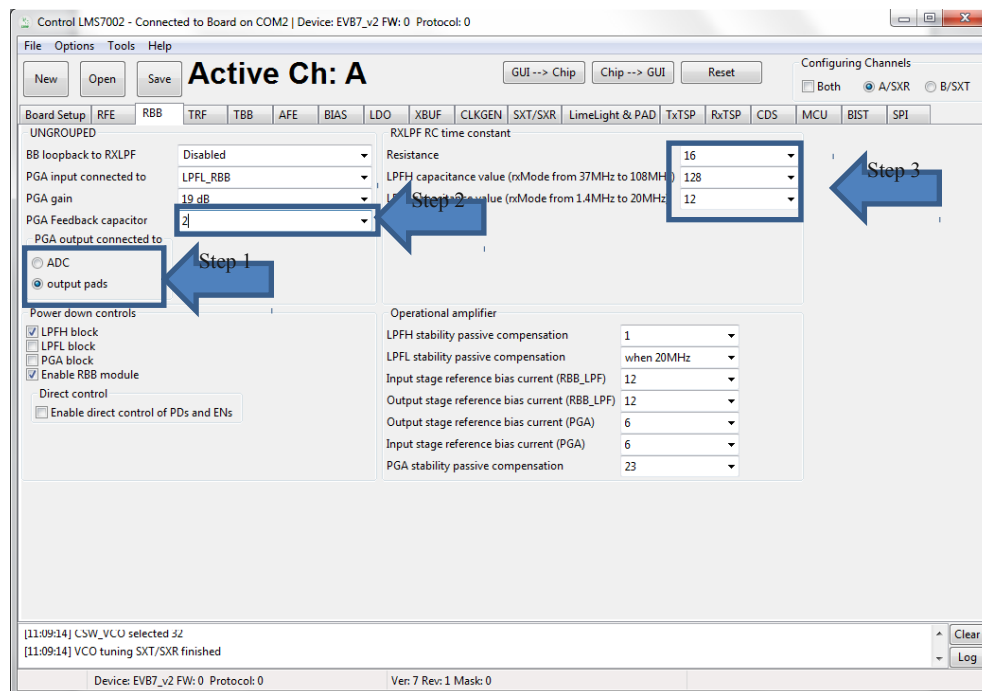 Control LMS7002 - Connected to Board on COM2 | Device: EVB7_v2 FW: 0 Protocol: 0
File Options Tools Help
New Open Save Active Ch: A GUI --> Chip Chip --> GUI Reset
Configuring Channels
Both A/SXR B/SXT
Board Setup RFE RBB TRF TBB AFE BIAS LDO XBUF CLKGEN SXT/SXR LimeLight & PAD TxTSP RxTSP CDS MCU BIST SPI
UNGROUPED
BB loopback to RXLPF Disabled
PGA input connected to LPFL_RBB
PGA gain 19 dB
PGA Feedback capacitor 2
PGA output connected to
ADC
output pads
Step 1
Step 2
RXLPF RC time constant
Resistance 16
LPFH capacitance value (rxMode from 37MHz to 108MHz) 128
value (rxMode from 1.4MHz to 20MHz) 12
Step 3
Power down controls
LPFH block
LPFL block
PGA block
Enable RBB module
Direct control
Enable direct control of PDs and ENs
Operational amplifier
LPFH stability passive compensation 1
LPFL stability passive compensation when 20MHz
Input stage reference bias current (RBB_LPF) 12
Output stage reference bias current (RBB_LPF) 12
Output stage reference bias current (PGA) 6
Input stage reference bias current (PGA) 6
PGA stability passive compensation 23
[11:09:14] CSW_VCO selected 32
[11:09:14] VCO tuning SXT/SXR finished
Clear
Log
Device: EVB7_v2 FW: 0 Protocol: 0 Ver: 7 Rev: 1 Mask: 0